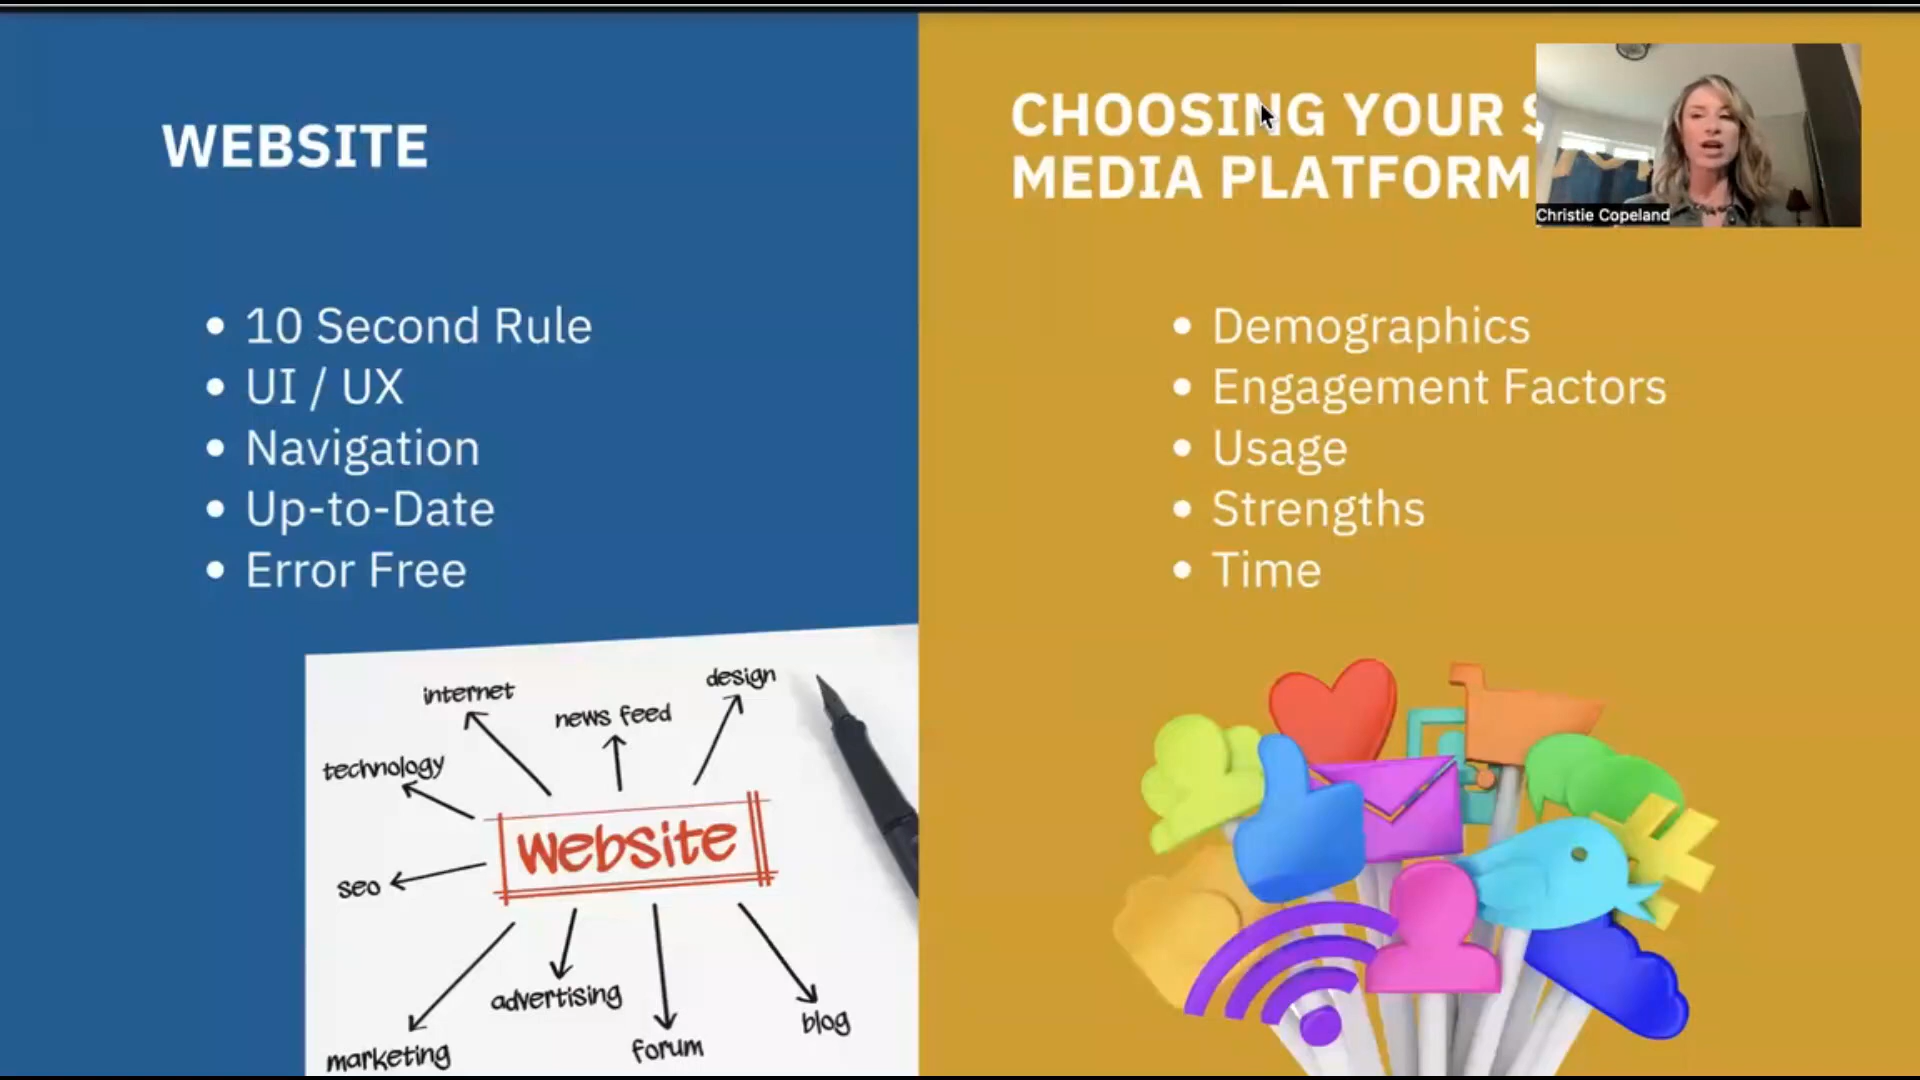 WEBSITE
10 Second Rule
UI / UX
Navigation
Up-to-Date
Error Free
internet
news feed
design
technology
website
seo
advertising
marketing
forum
blog
CHOOSING YOUR
MEDIA PLATFORM
Demographics
Engagement Factors
Usage
Strengths
Time
Christie Copeland